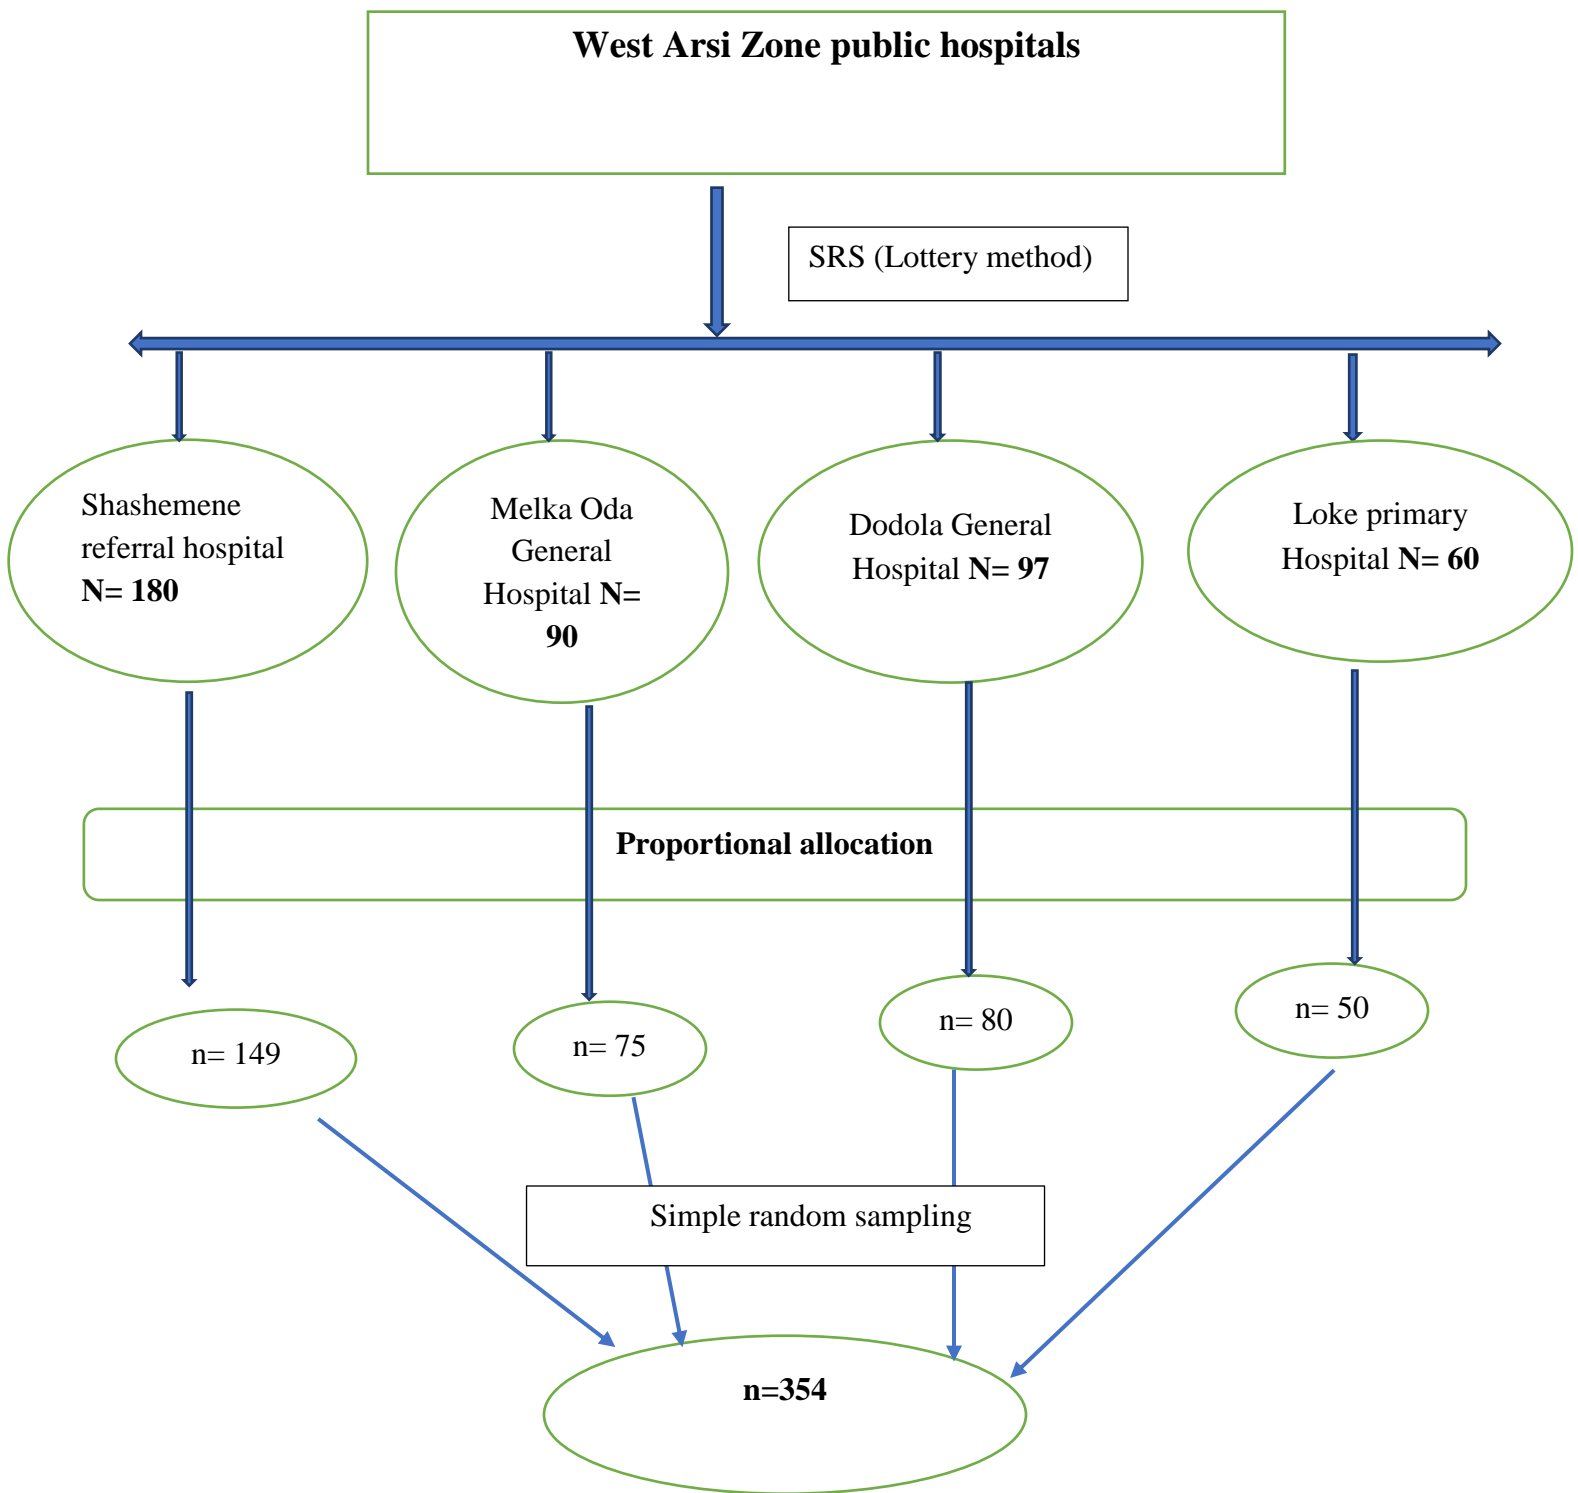 West Arsi Zone public hospitals
SRS (Lottery method)
Shashemene
referral hospital
N= 180
Melka Oda
General
Hospital N=
90
Dodola General
Hospital N= 97
Loke primary
Hospital N= 60
Proportional allocation
n= 149
n= 75
n= 80
n= 50
Simple random sampling
n=354